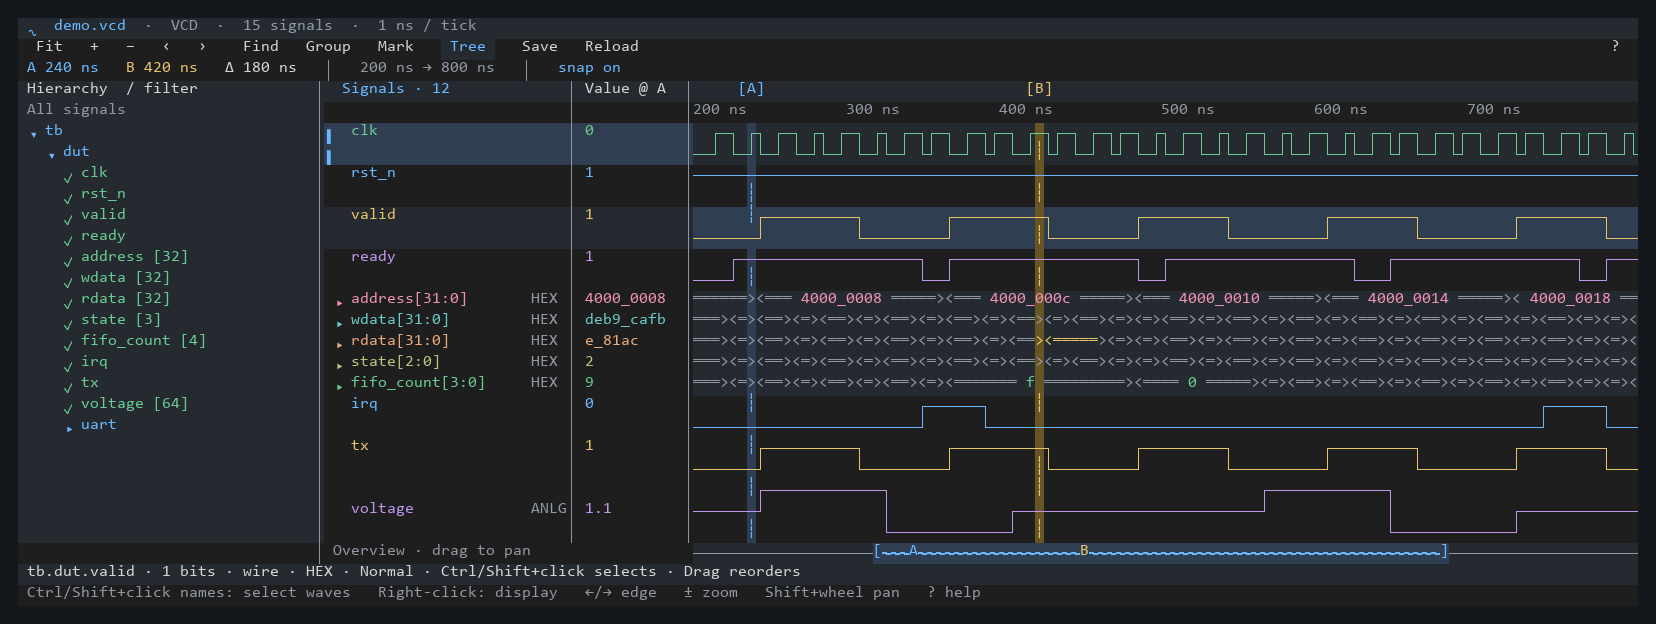 demo.vcd · VCD · 15 signals · 1 ns / tick
Fit + − ‹ › Find Group Mark Tree Save Reload ?
A 240 ns B 420 ns Δ 180 ns │ 200 ns → 800 ns │ snap on
Hierarchy / filter Signals · 12 Value @ A [A] [B]
All signals 200 ns 300 ns 400 ns 500 ns 600 ns 700 ns
▾ tb clk 0
▾ dut
✓ clk rst_n 1
✓ rst_n
✓ valid valid 1
✓ ready
✓ address [32] ready 1
✓ wdata [32]
✓ rdata [32] ▸ address[31:0] HEX 4000_0008 4000_0008 4000_000c 4000_0010 4000_0014 4000_0018
✓ state [3] ▸ wdata[31:0] HEX deb9_cafb
✓ fifo_count [4] ▸ rdata[31:0] HEX e_81ac
✓ irq ▸ state[2:0] HEX 2
✓ tx ▸ fifo_count[3:0] HEX 9 f 0
✓ voltage [64] irq 0
▸ uart
tx 1
voltage ANLG 1.1
Overview · drag to pan [ A B ]
tb.dut.valid · 1 bits · wire · HEX · Normal · Ctrl/Shift+click selects · Drag reorders
Ctrl/Shift+click names: select waves Right-click: display ←/→ edge ± zoom Shift+wheel pan ? help